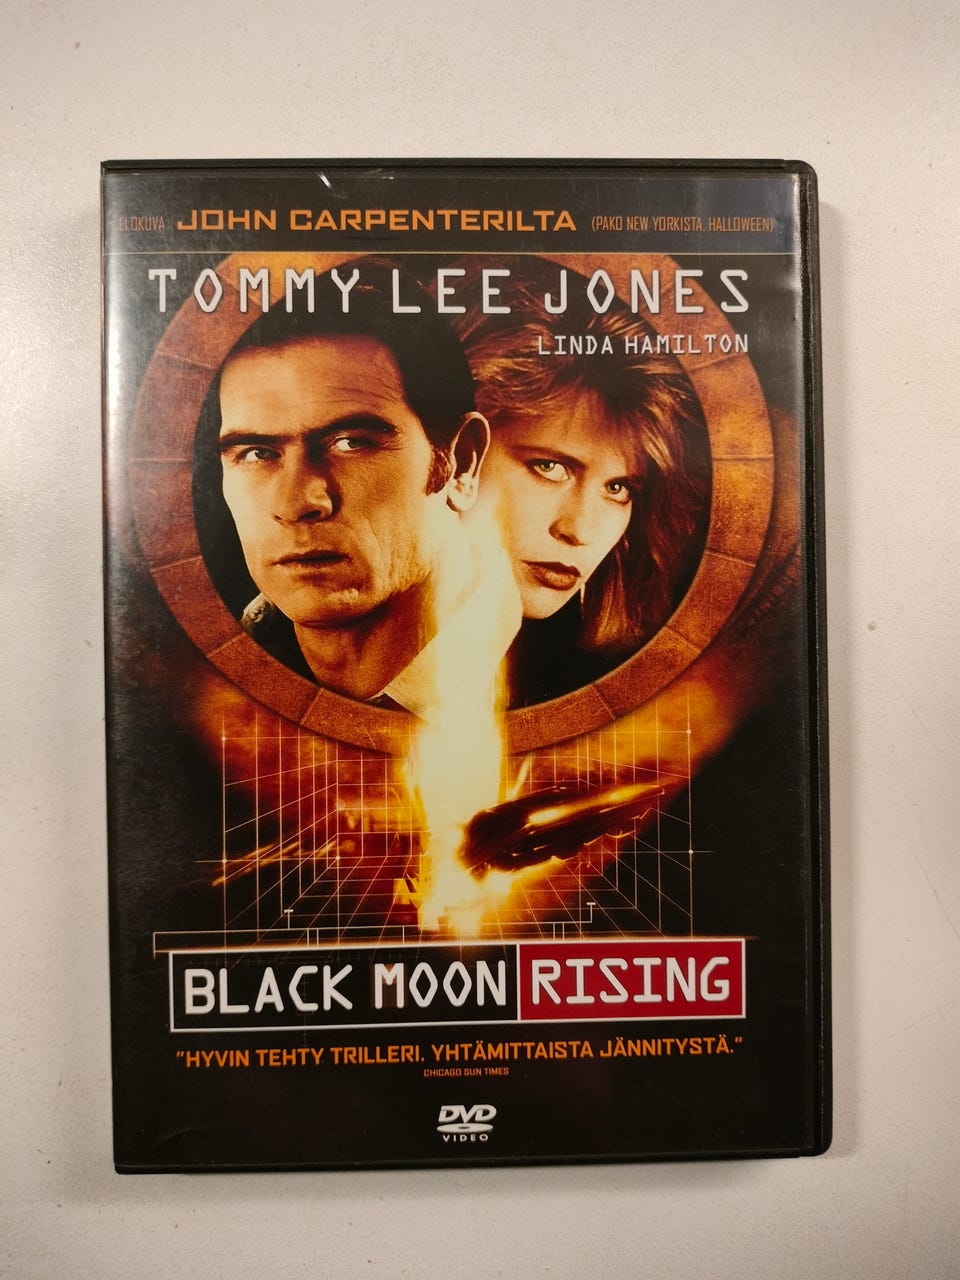 ELOKUVA JOHN CARPENTERILTA (PAKO NEW YORKISTA, HALLOWEEN)
TOMMY LEE JONES
LINDA HAMILTON
BLACK MOON RISING
"HYVIN TEHTY TRILLERI. YHTÄMITTAISTA JÄNNITYSTÄ."
CHICAGO SUN TIMES
DVD
VIDEO